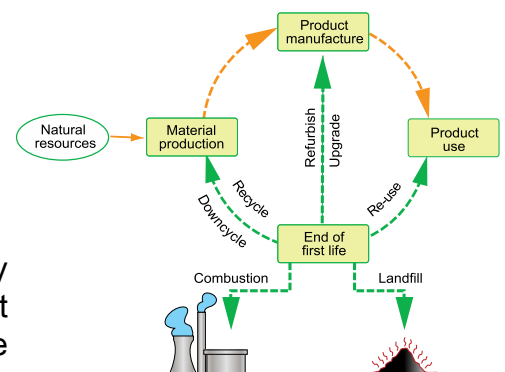 Product
manufacture
Natural
resources
Material
production
Refurbish
Upgrade
Product
use
Recycle
Downcycle
Re-use
End of
first life
Combustion
Landfill
y
t
e